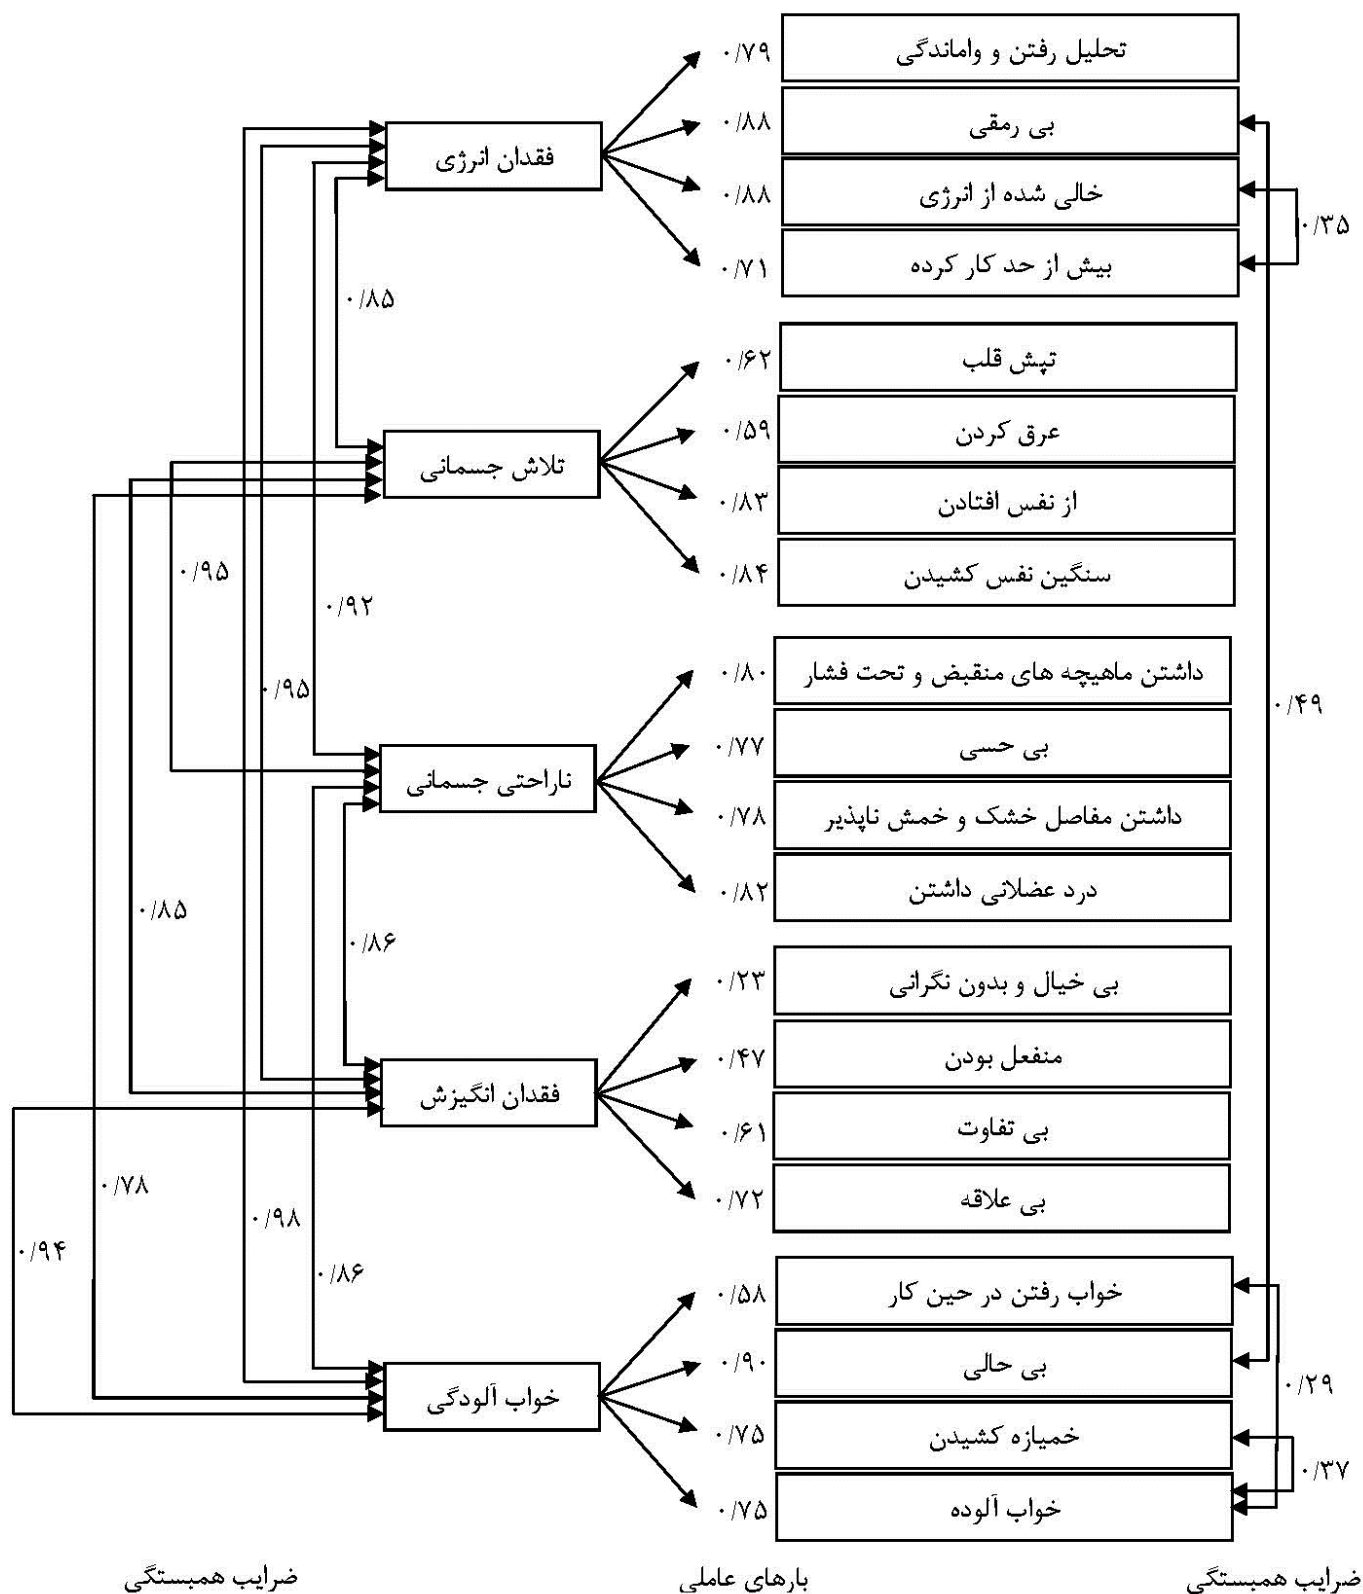 تحلیل رفتن و واماندگی
۰/۷۹
بی رمقی
۰/۸۸
فقدان انرژی
خالی شده از انرژی
۰/۸۸
۰/۳۵
بیش از حد کار کرده
۰/۷۱
۰/۸۵
تپش قلب
۰/۶۲
عرق کردن
۰/۵۹
تلاش جسمانی
از نفس افتادن
۰/۸۳
سنگین نفس کشیدن
۰/۸۴
۰/۹۵
۰/۹۲
داشتن ماهیچه های منقبض و تحت فشار
۰/۸۰
۰/۹۵
۰/۴۹
بی حسی
۰/۷۷
ناراحتی جسمانی
داشتن مفاصل خشک و خمش ناپذیر
۰/۷۸
درد عضلانی داشتن
۰/۸۲
۰/۸۵
۰/۸۶
بی خیال و بدون نگرانی
۰/۲۳
منفعل بودن
۰/۴۷
فقدان انگیزش
بی تفاوت
۰/۶۱
بی علاقه
۰/۷۲
۰/۷۸
۰/۹۸
۰/۹۴
۰/۸۶
خواب رفتن در حین کار
۰/۵۸
بی حالی
۰/۹۰
۰/۲۹
خواب آلودگی
خمیازه کشیدن
۰/۷۵
۰/۳۷
خواب آلوده
۰/۷۵
ضرایب همبستگی
بارهای عاملی
ضرایب همبستگی